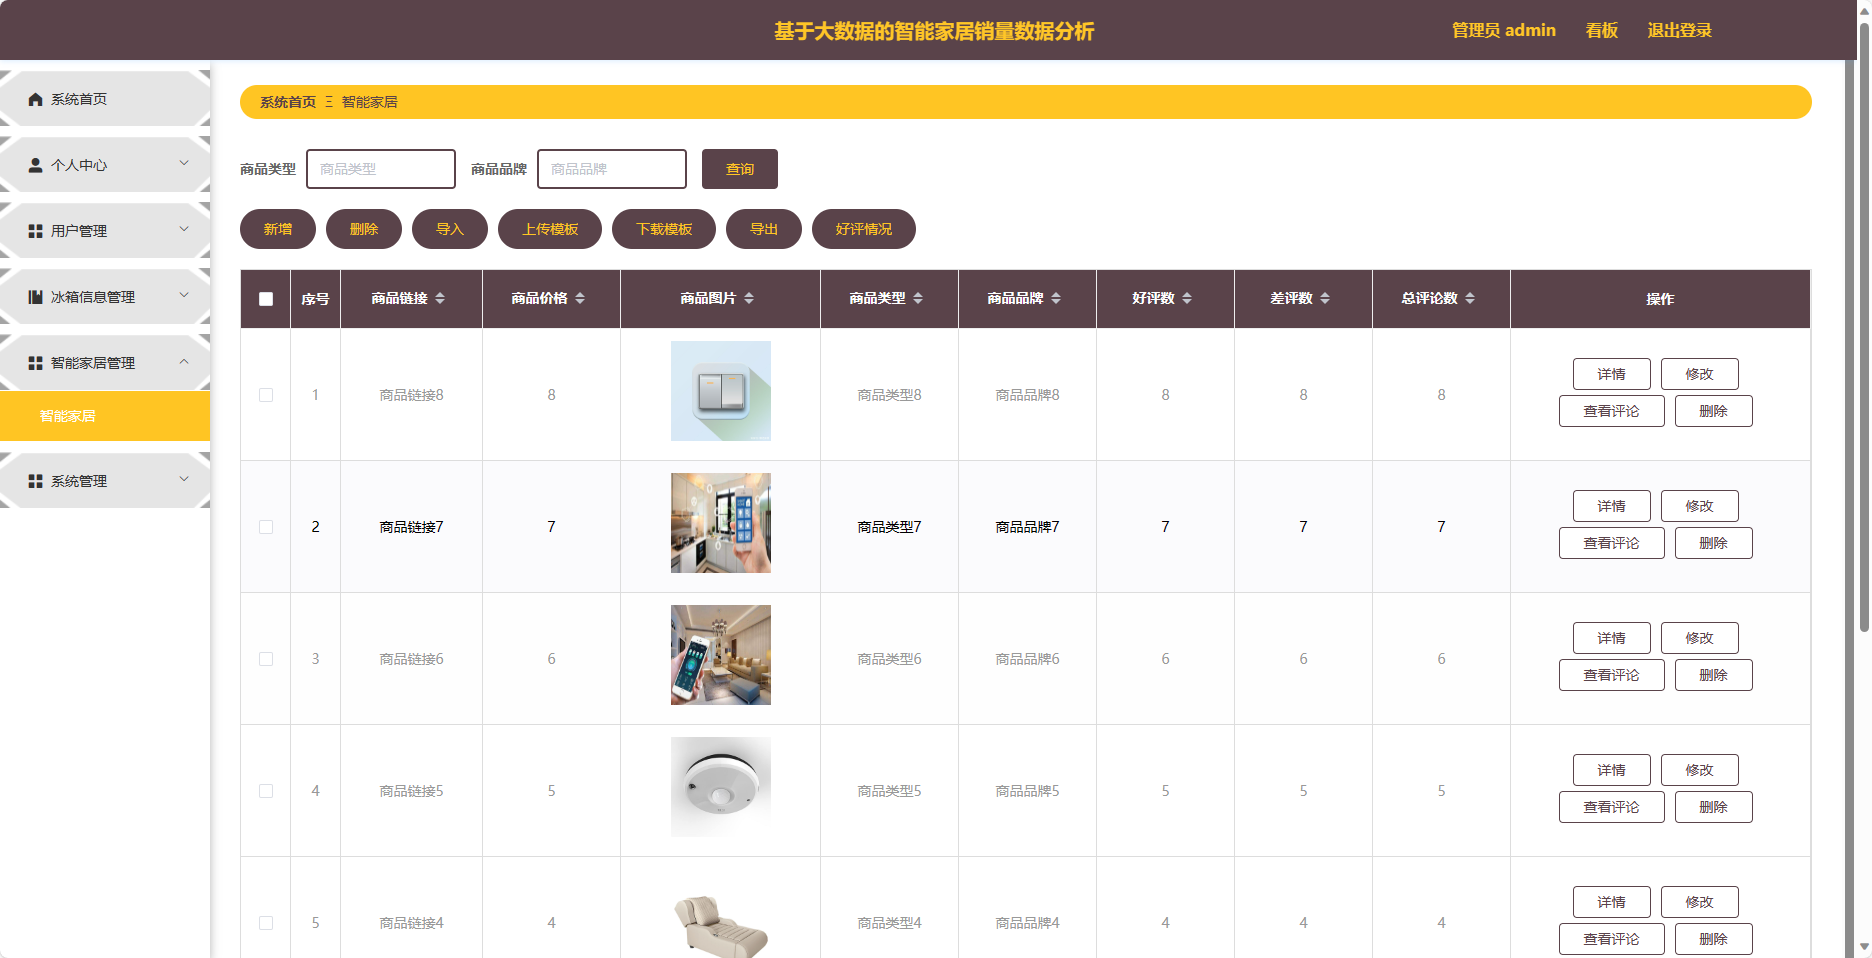 基于大数据的智能家居销量数据分析
管理员 admin 看板 退出登录
系统首页
个人中心
用户管理
冰箱信息管理
智能家居管理
智能家居
系统管理
系统首页 Ξ 智能家居
商品类型 商品类型 商品品牌 商品品牌 查询
新增 删除 导入 上传模板 下载模板 导出 好评情况
序号 商品链接 商品价格 商品图片 商品类型 商品品牌 好评数 差评数 总评论数 操作
1 商品链接8 8 商品类型8 商品品牌8 8 8 8 详情 修改
查看评论 删除
2 商品链接7 7 商品类型7 商品品牌7 7 7 7 详情 修改
查看评论 删除
3 商品链接6 6 商品类型6 商品品牌6 6 6 6 详情 修改
查看评论 删除
4 商品链接5 5 商品类型5 商品品牌5 5 5 5 详情 修改
查看评论 删除
5 商品链接4 4 商品类型4 商品品牌4 4 4 4 详情 修改
查看评论 删除